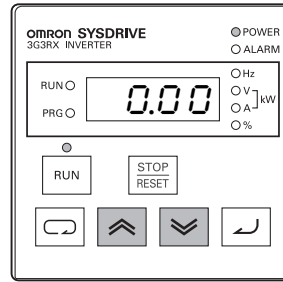 OMRON SYSDRIVE
3G3RX INVERTER
POWER
ALARM
RUN
PRG
0.00
Hz
V
A
kW
%
RUN
STOP
RESET